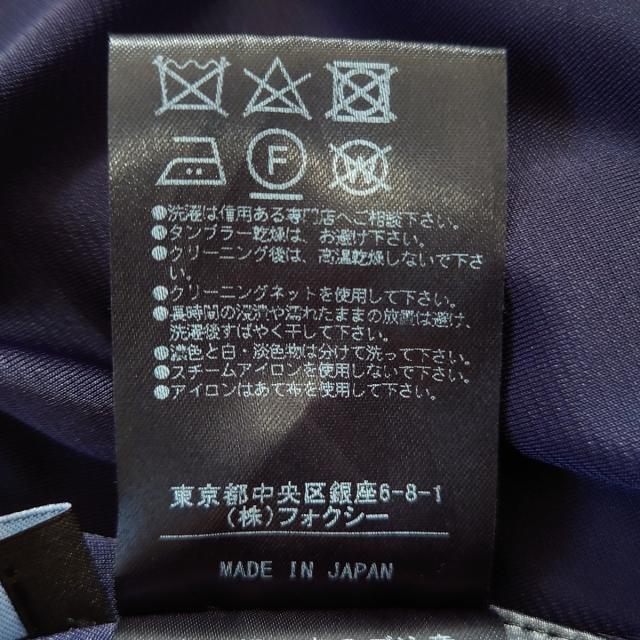 F
W
●洗濯は信用ある専門店へご相談下さい。
●タンブラー乾燥は、お避け下さい。
●クリーニング後は、高温乾燥しないで下さ
い。
●クリーニングネットを使用して下さい。
●長時間の浸漬や濡れたままの放置は避け、
洗濯後すばやく干して下さい。
●濃色と白・淡色物は分けて洗って下さい。
●スチームアイロンを使用しないで下さい。
●アイロンはあて布を使用して下さい。
東京都中央区銀座6-8-1
(株)フォクシー
MADE IN JAPAN